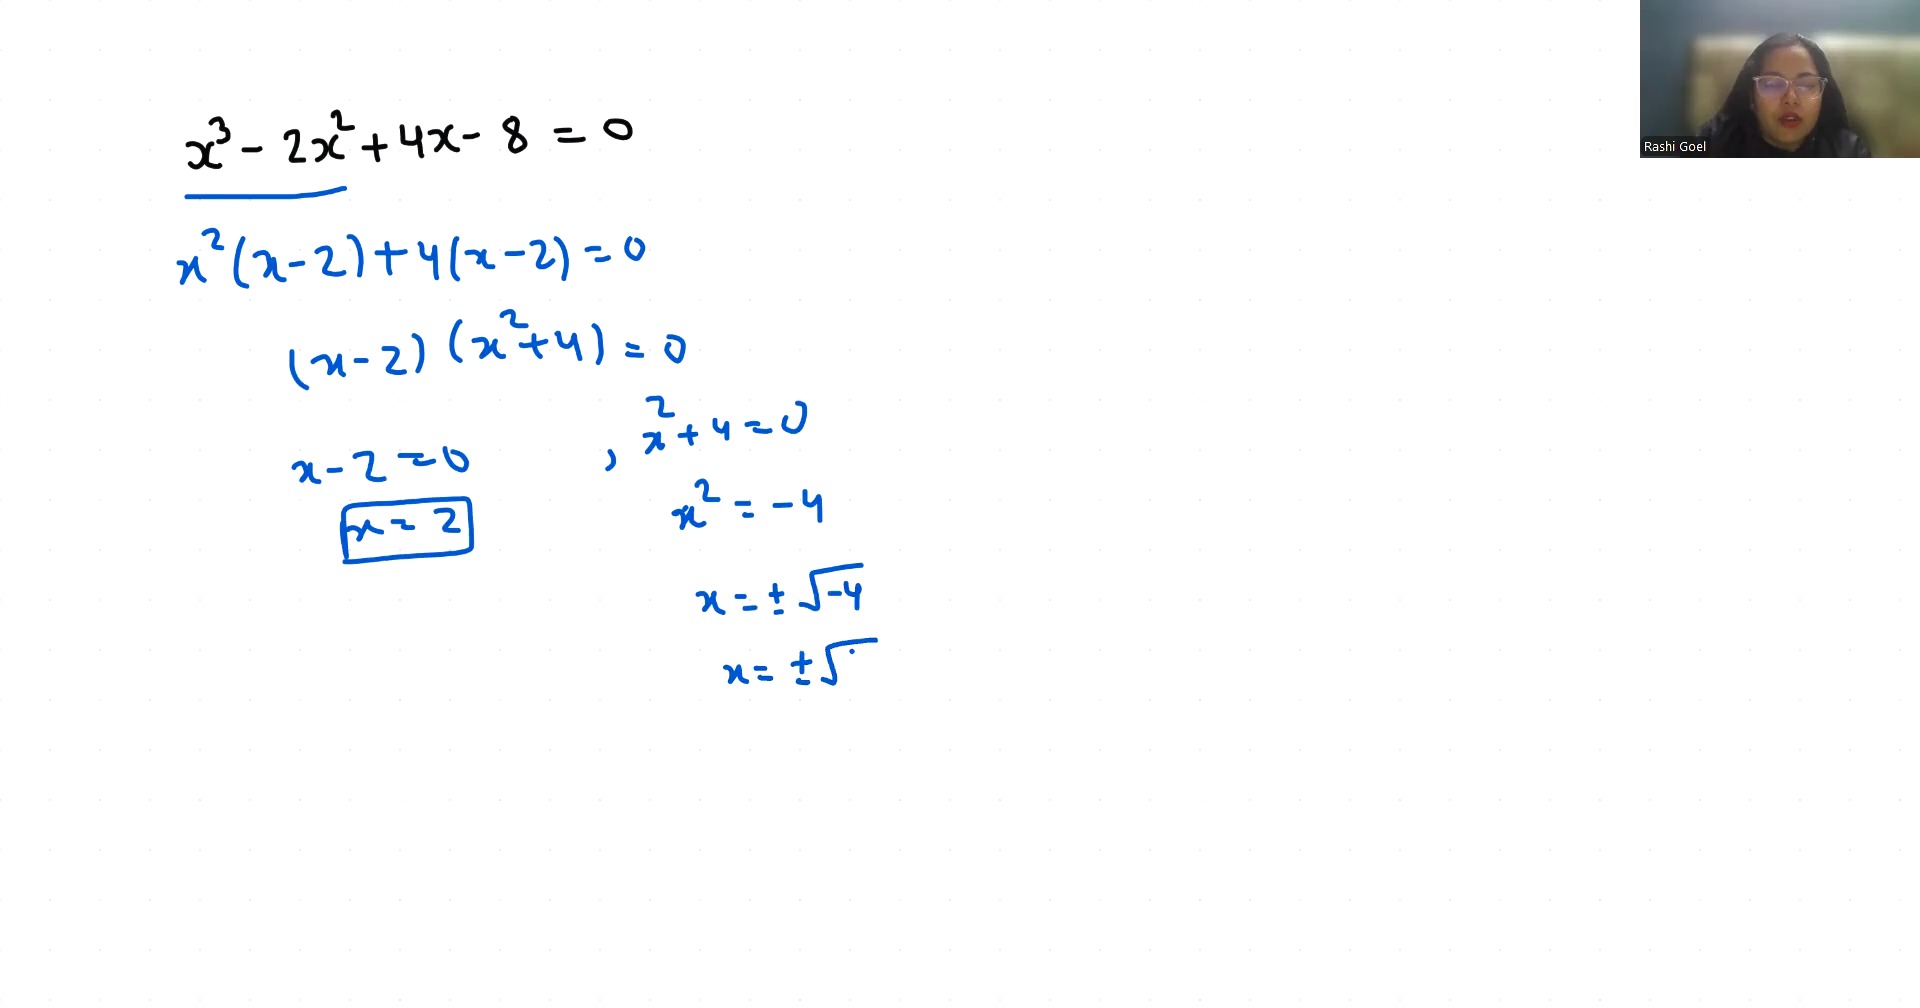 x³ - 2x² + 4x - 8 = 0
x²(x-2)+4(x-2)=0
(x-2)(x²+4)=0
x-2=0 , x²+4=0
x=2
x²=-4
x=±√-4
x=±√
Rashi Goel